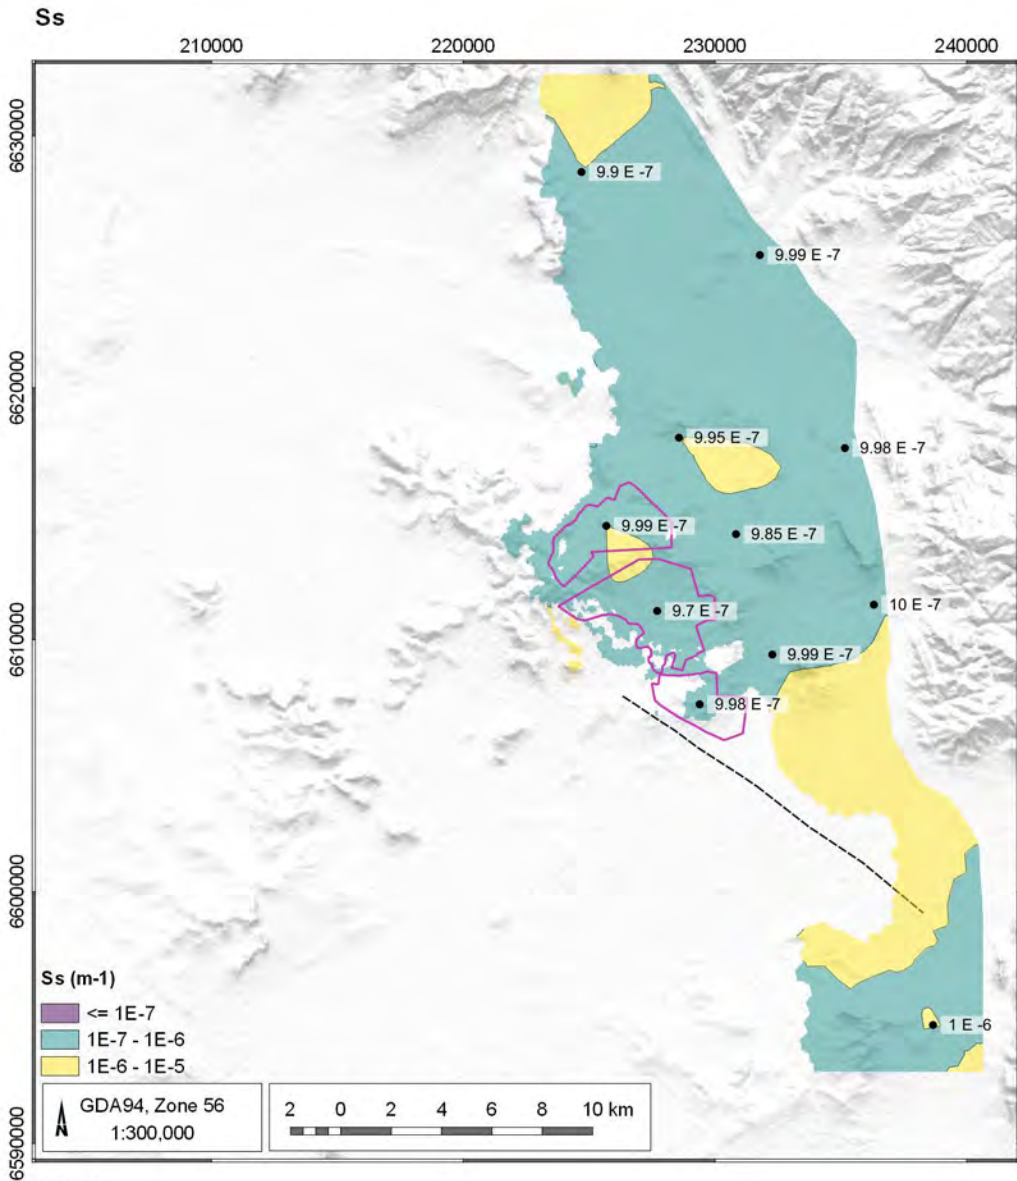 Ss
210000 220000 230000 240000
6630000
6620000
6610000
6600000
6590000
9.9 E -7
9.99 E -7
9.95 E -7
9.98 E -7
9.99 E -7
9.85 E -7
10 E -7
9.7 E -7
9.99 E -7
9.98 E -7
1 E -6
Ss (m-1)
<= 1E-7
1E-7 - 1E-6
1E-6 - 1E-5
GDA94, Zone 56
1:300,000
N
2 0 2 4 6 8 10 km